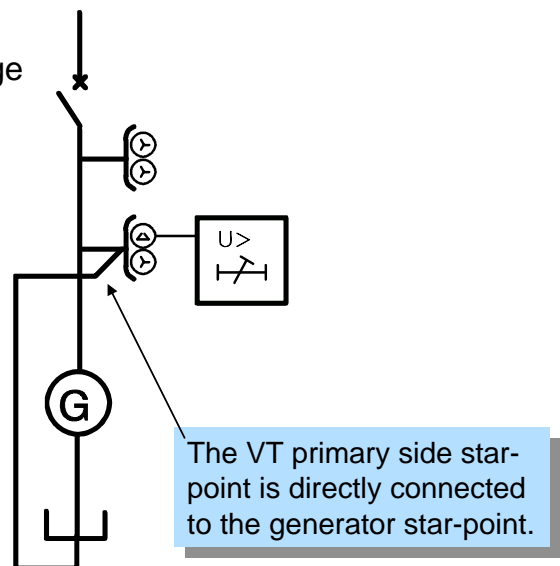 ge
U>
G
The VT primary side star-
point is directly connected
to the generator star-point.